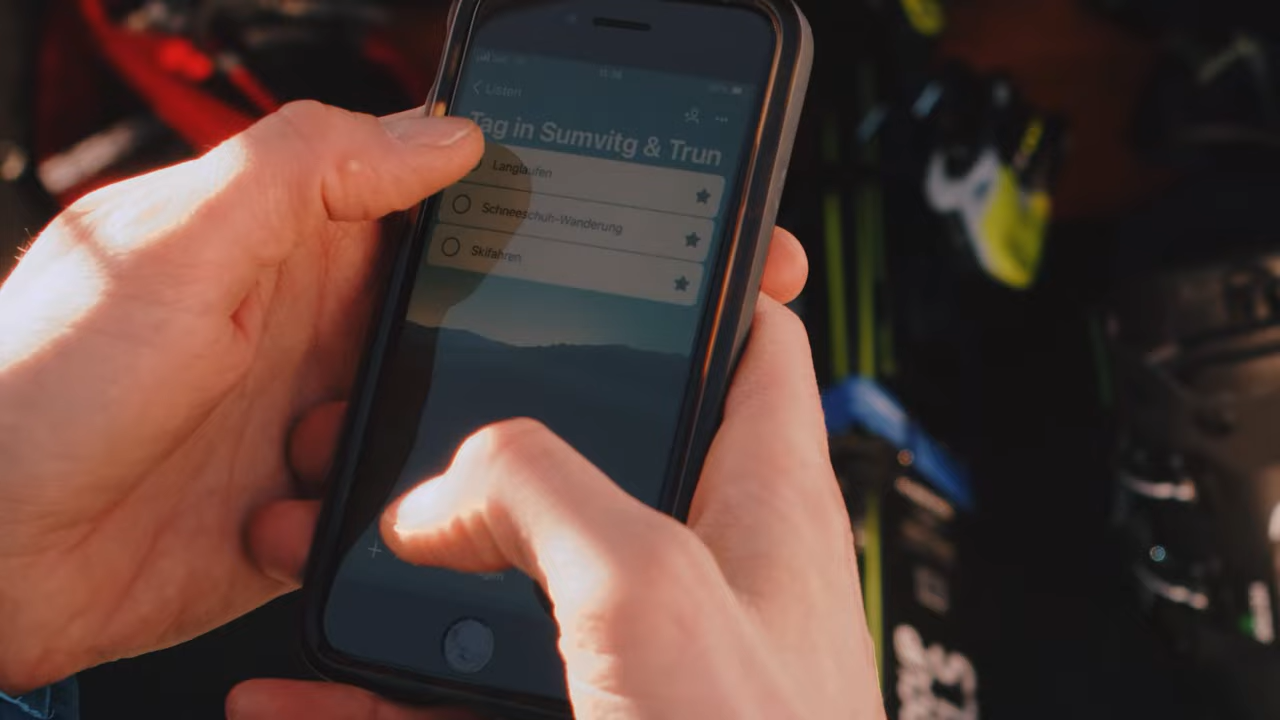 Listen
Tag in Sumvitg & Trun
Langlaufen
Schneeschuh-Wanderung
Skifahren